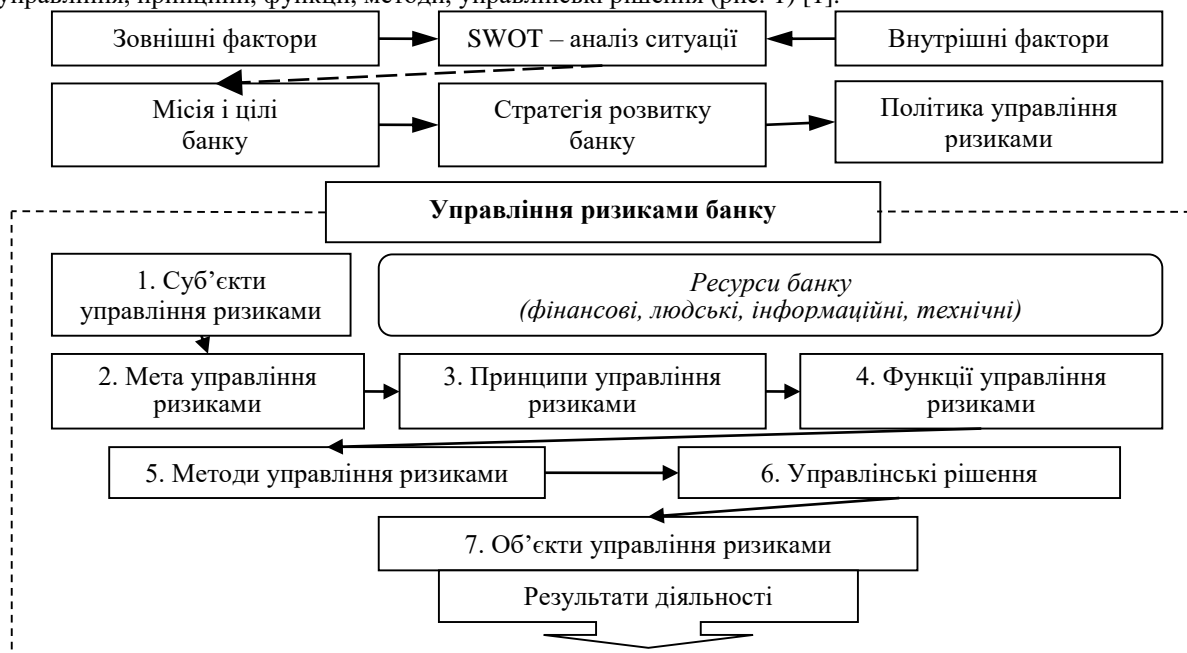 управління, принципи, функції, методи, управлінські рішення (рис. 1) [1].
Зовнішні фактори
SWOT – аналіз ситуації
Внутрішні фактори
Місія і цілі
банку
Стратегія розвитку
банку
Політика управління
ризиками
Управління ризиками банку
1. Суб’єкти
управління ризиками
Ресурси банку
(фінансові, людські, інформаційні, технічні)
2. Мета управління
ризиками
3. Принципи управління
ризиками
4. Функції управління
ризиками
5. Методи управління ризиками
6. Управлінські рішення
7. Об’єкти управління ризиками
Результати діяльності